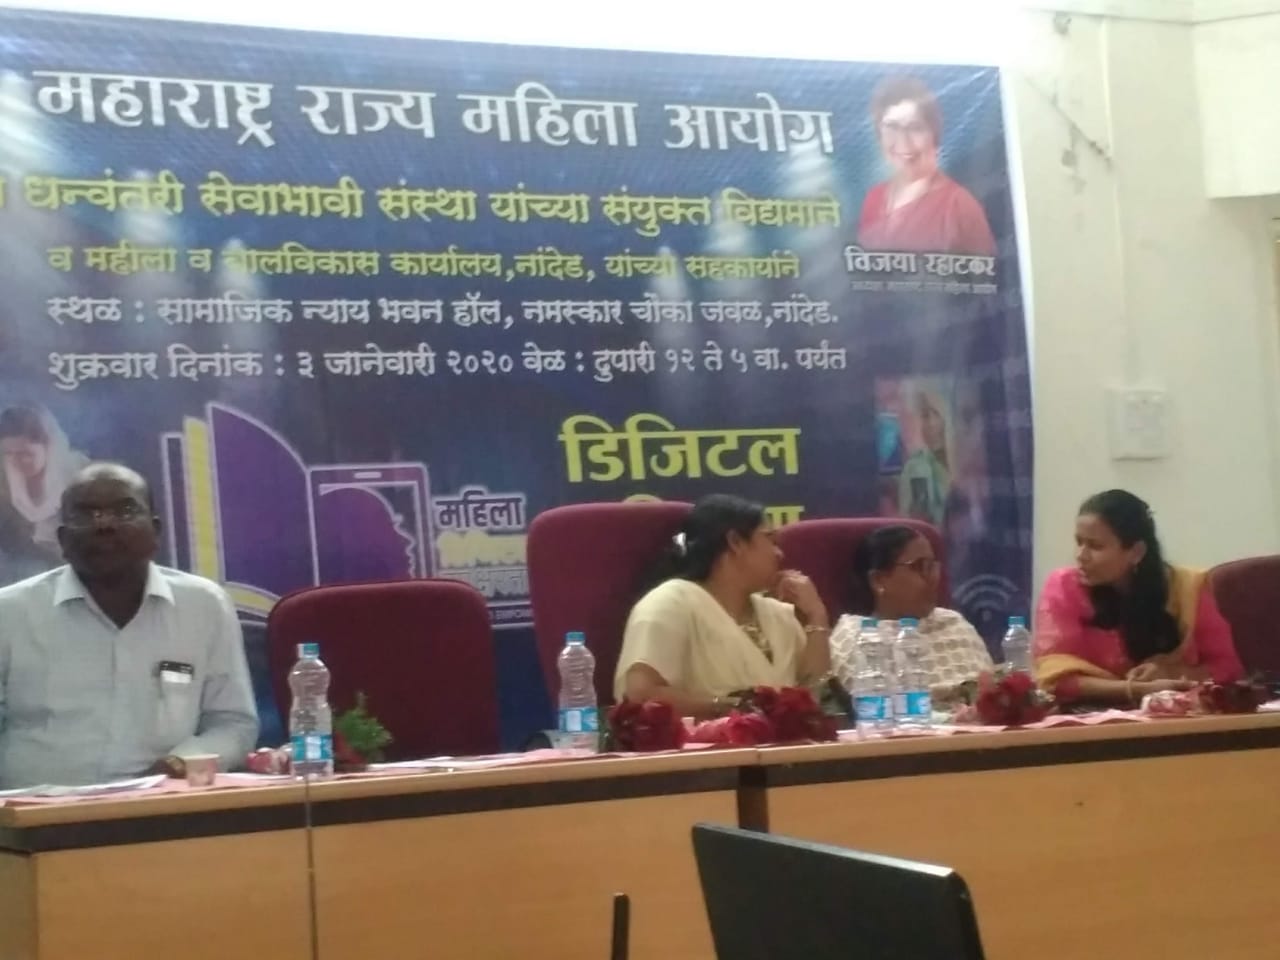 महाराष्ट्र राज्य महिला आयोग
धन्वंतरी सेवाभावी संस्था यांच्या संयुक्त विद्यमाने
व महीला व बालविकास कार्यालय,नांदेड, यांच्या सहकार्याने
विजया रहाटकर
स्थळ : सामाजिक न्याय भवन हॉल, नमस्कार चौका जवळ,नांदेड.
शुक्रवार दिनांक : ३ जानेवारी २०२० वेळ : दुपारी १२ ते ५ वा. पर्यंत
डिजिटल
महिला